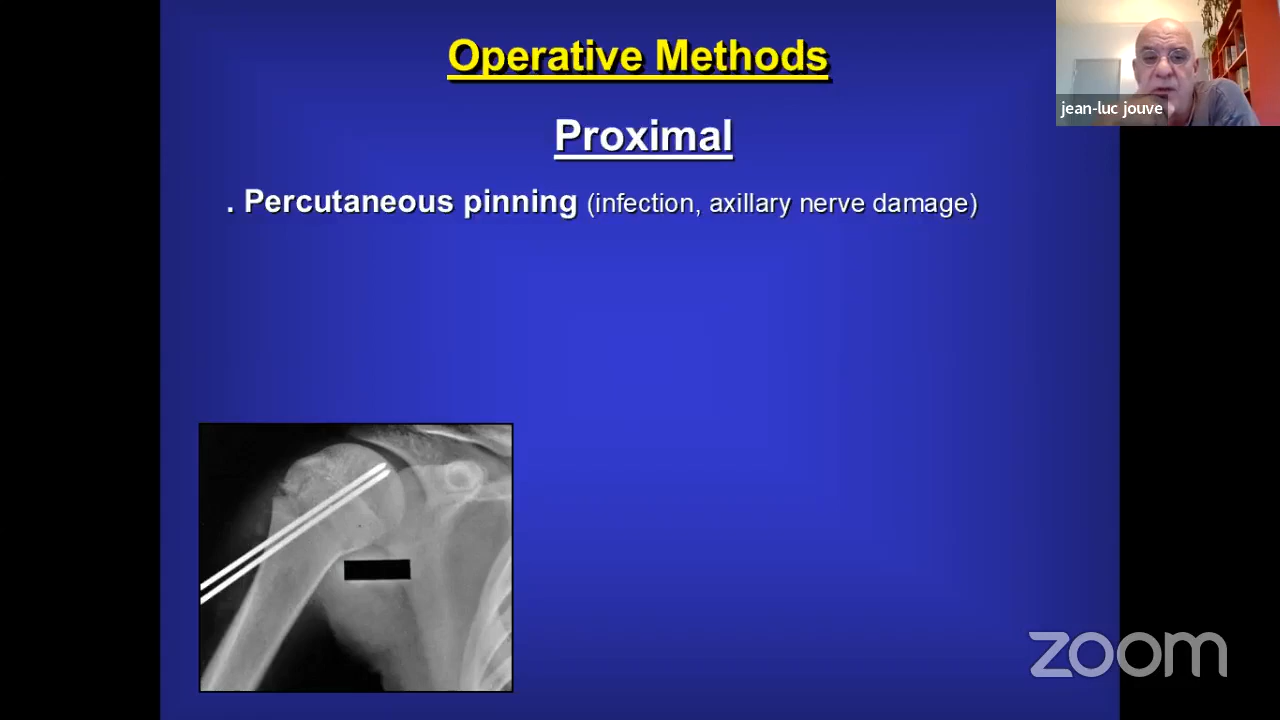 Operative Methods
jean-luc jouve
Proximal
. Percutaneous pinning (infection, axillary nerve damage)
zoom